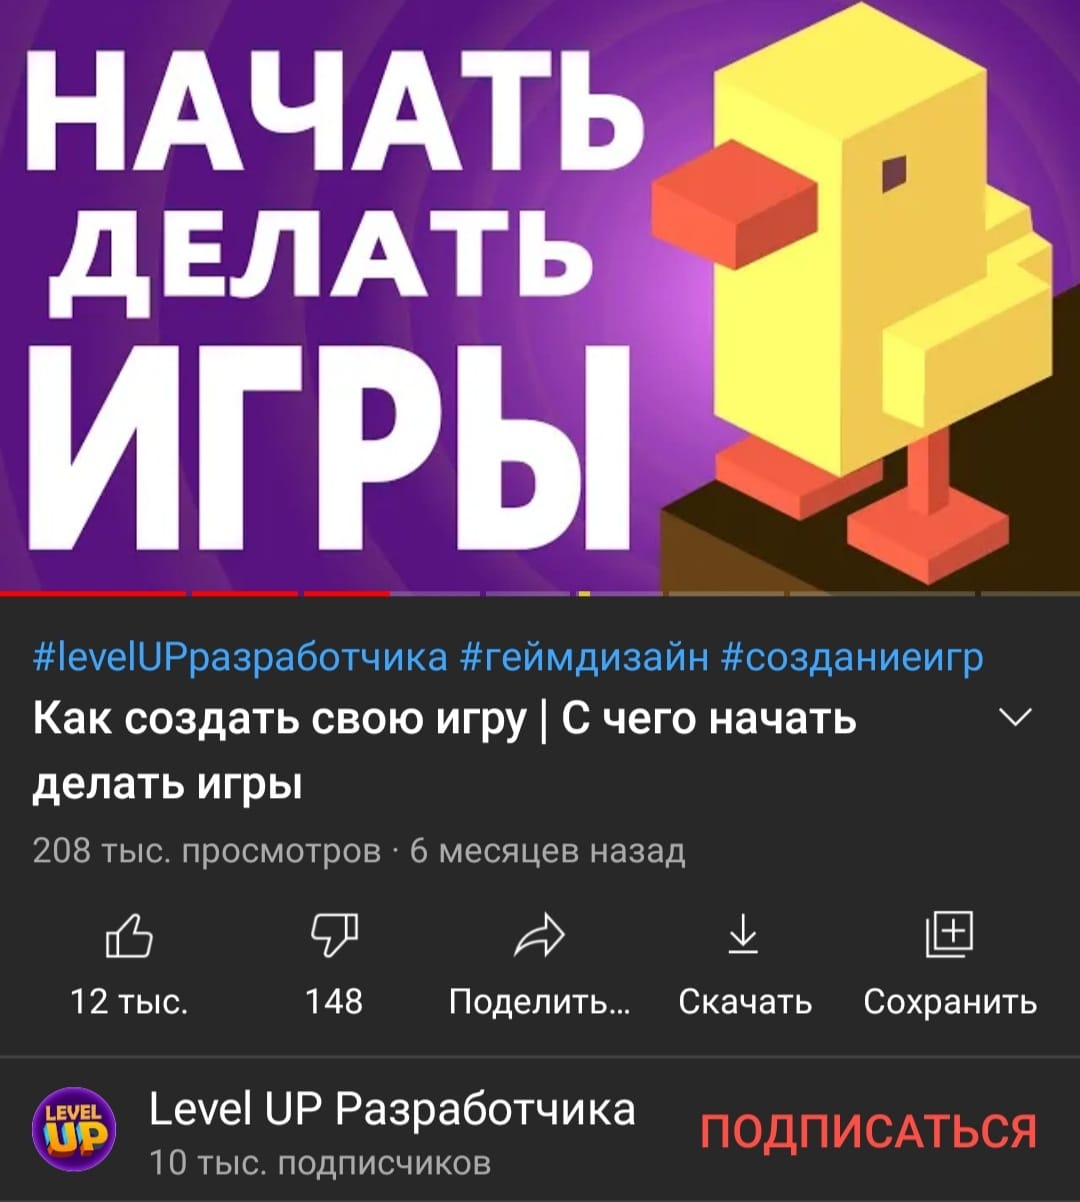 НАЧАТЬ
ДЕЛАТЬ
ИГРЫ
#levelUPразработчика #геймдизайн #созданиеигр
Как создать свою игру | С чего начать
делать игры
208 тыс. просмотров · 6 месяцев назад
12 тыс. 148 Поделить... Скачать Сохранить
LEVEL
UP
Level UP Разработчика
ПОДПИСАТЬСЯ
10 тыс. подписчиков